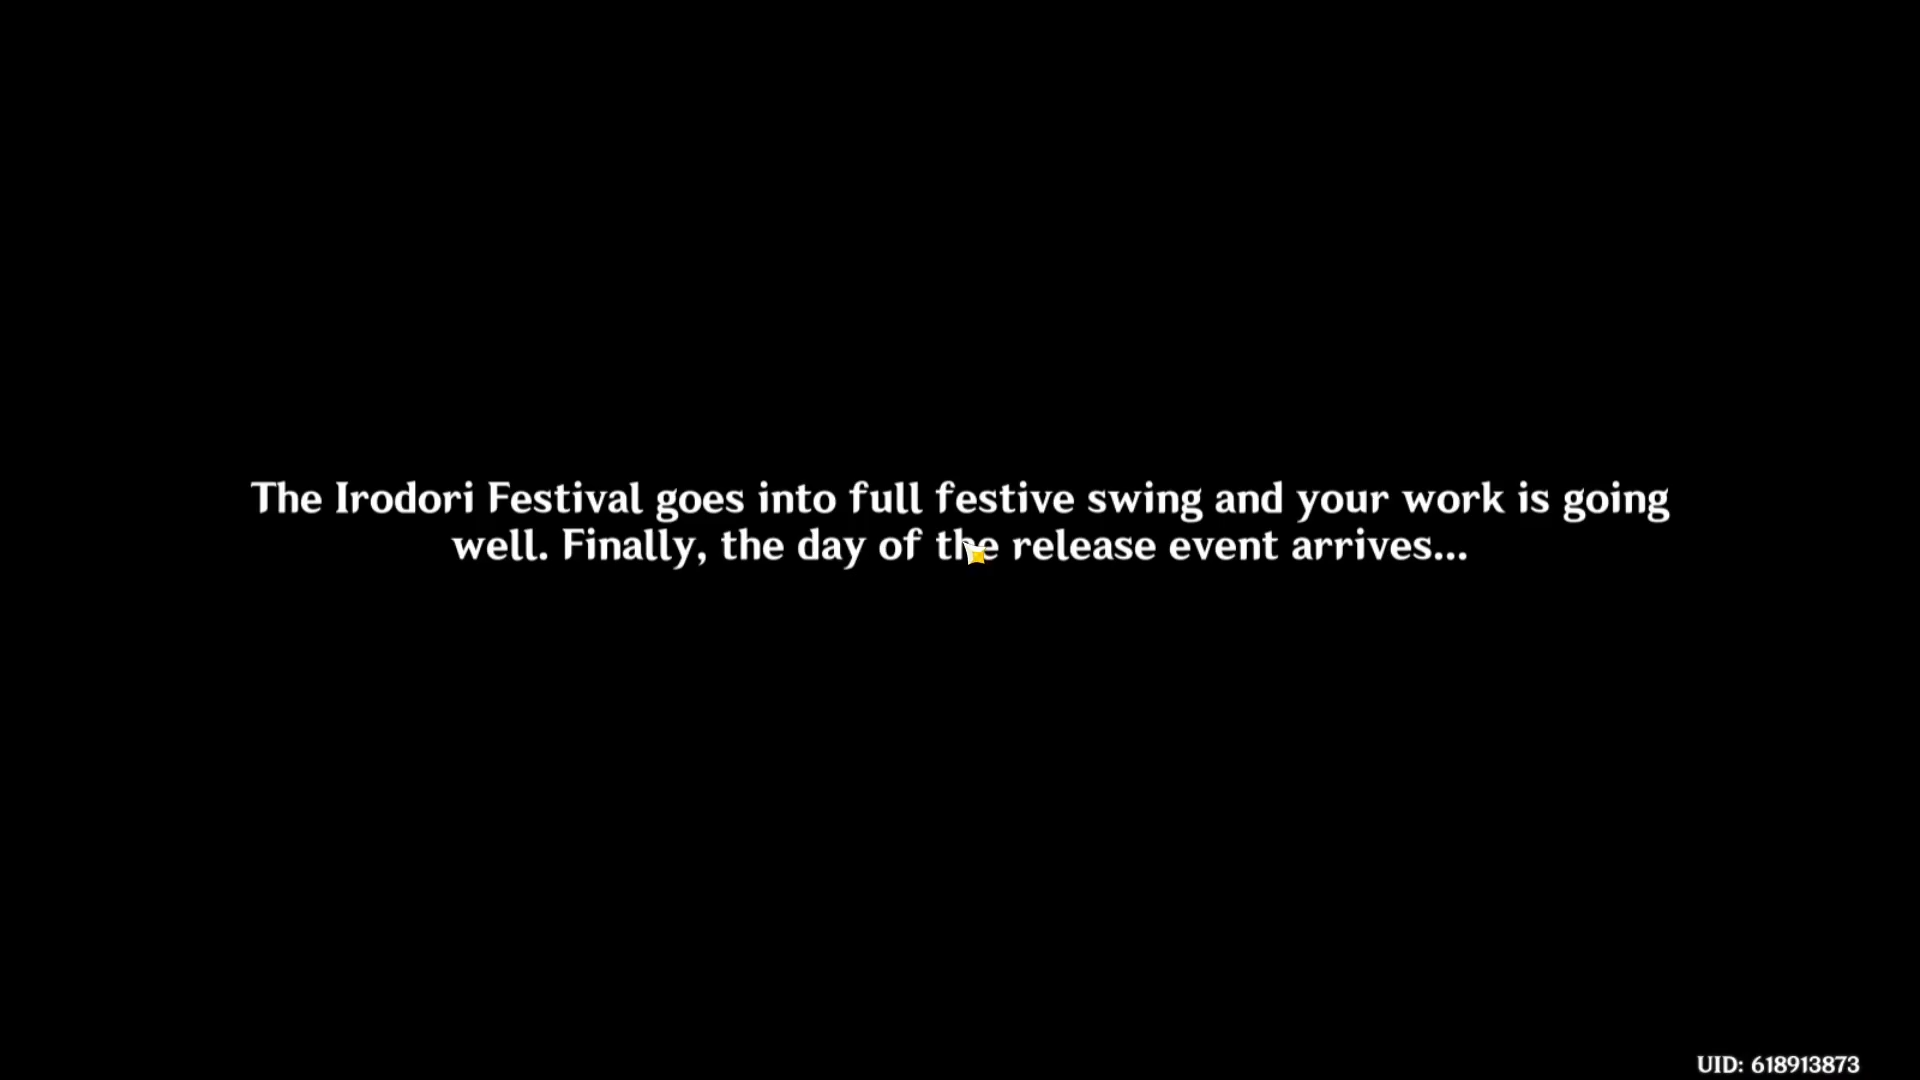 The Irodori Festival goes into full festive swing and your work is going
well. Finally, the day of the release event arrives...
UID: 618913873